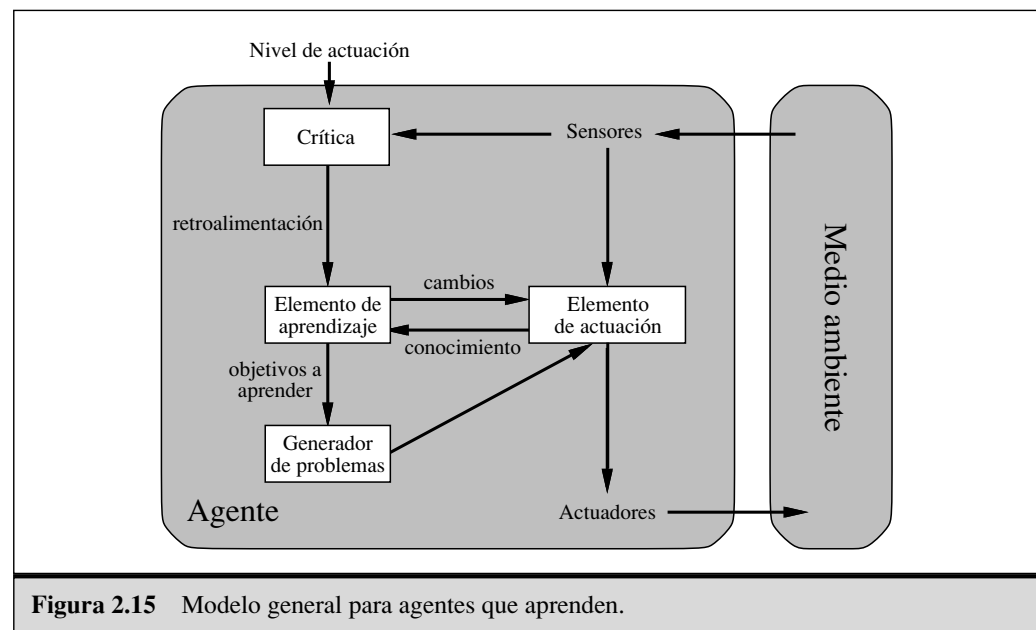 Nivel de actuación
Crítica
Sensores
retroalimentación
Elemento de
aprendizaje
cambios
conocimiento
Elemento
de actuación
objetivos a
aprender
Generador
de problemas
Agente
Actuadores
Medio ambiente
Figura 2.15 Modelo general para agentes que aprenden.